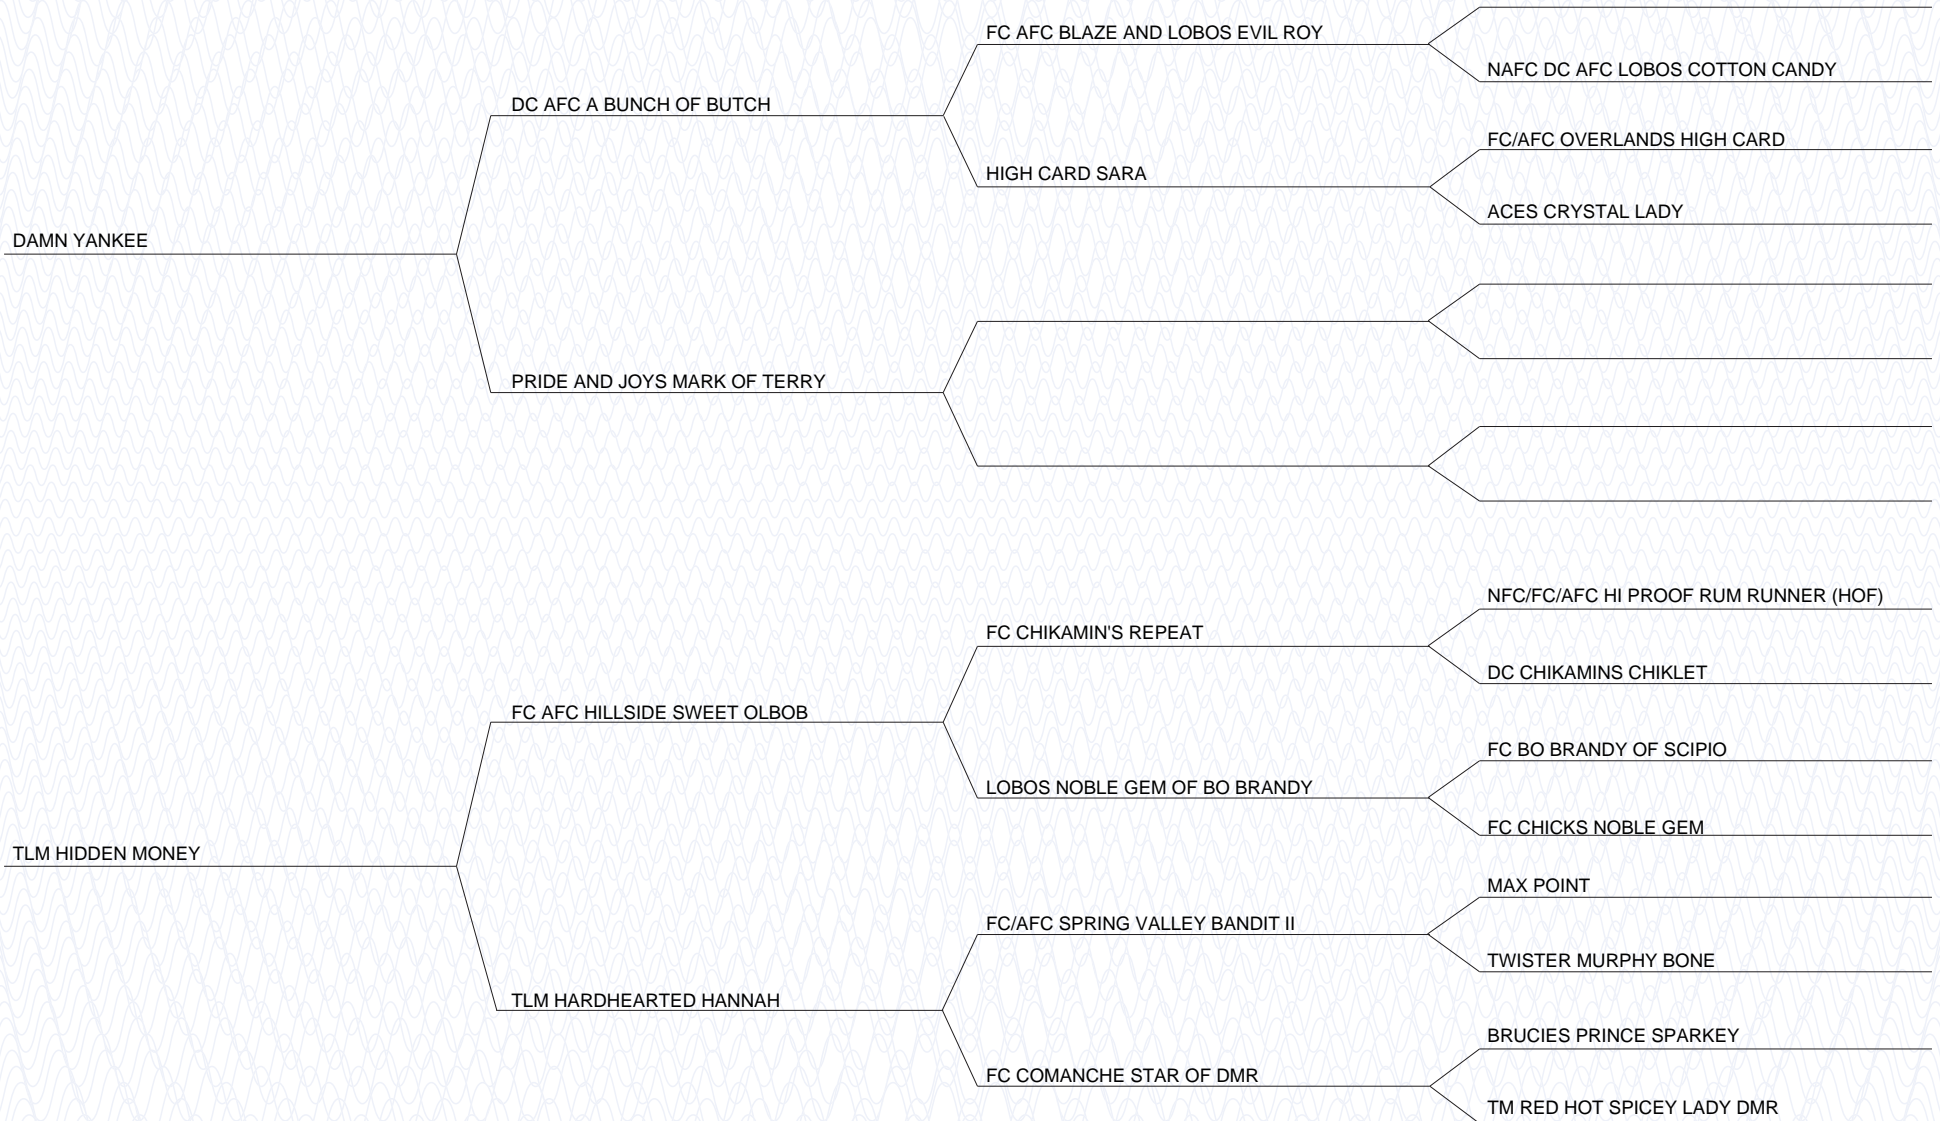 FC AFC BLAZE AND LOBOS EVIL ROY
NAFC DC AFC LOBOS COTTON CANDY
DC AFC A BUNCH OF BUTCH
FC/AFC OVERLANDS HIGH CARD
HIGH CARD SARA
ACES CRYSTAL LADY
DAMN YANKEE
PRIDE AND JOYS MARK OF TERRY
NFC/FC/AFC HI PROOF RUM RUNNER (HOF)
FC CHIKAMIN'S REPEAT
DC CHIKAMINS CHIKLET
FC AFC HILLSIDE SWEET OLBOB
FC BO BRANDY OF SCIPIO
LOBOS NOBLE GEM OF BO BRANDY
FC CHICKS NOBLE GEM
TLM HIDDEN MONEY
MAX POINT
FC/AFC SPRING VALLEY BANDIT II
TWISTER MURPHY BONE
TLM HARDHEARTED HANNAH
BRUCIES PRINCE SPARKEY
FC COMANCHE STAR OF DMR
TM RED HOT SPICEY LADY DMR